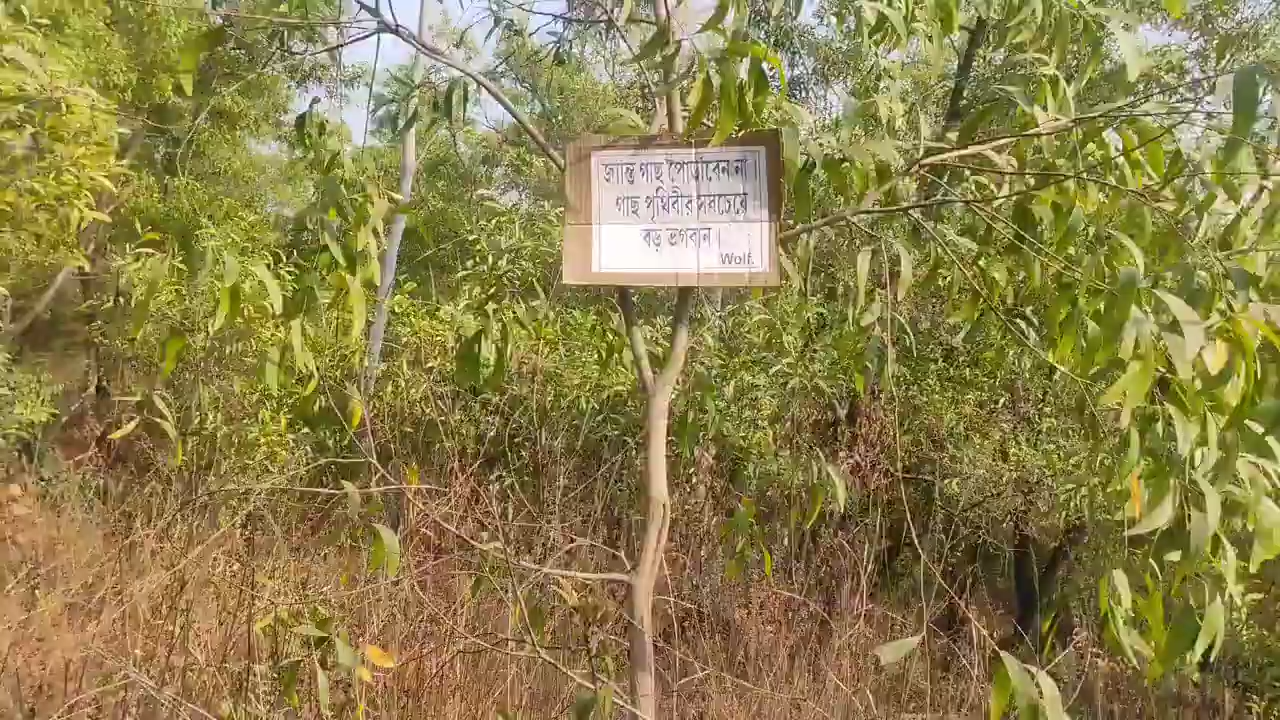 জ্যান্ত গাছ পোড়াবেন না
গাছ পৃথিবীর সবচেয়ে
বড় ভগবান।
Wolf.